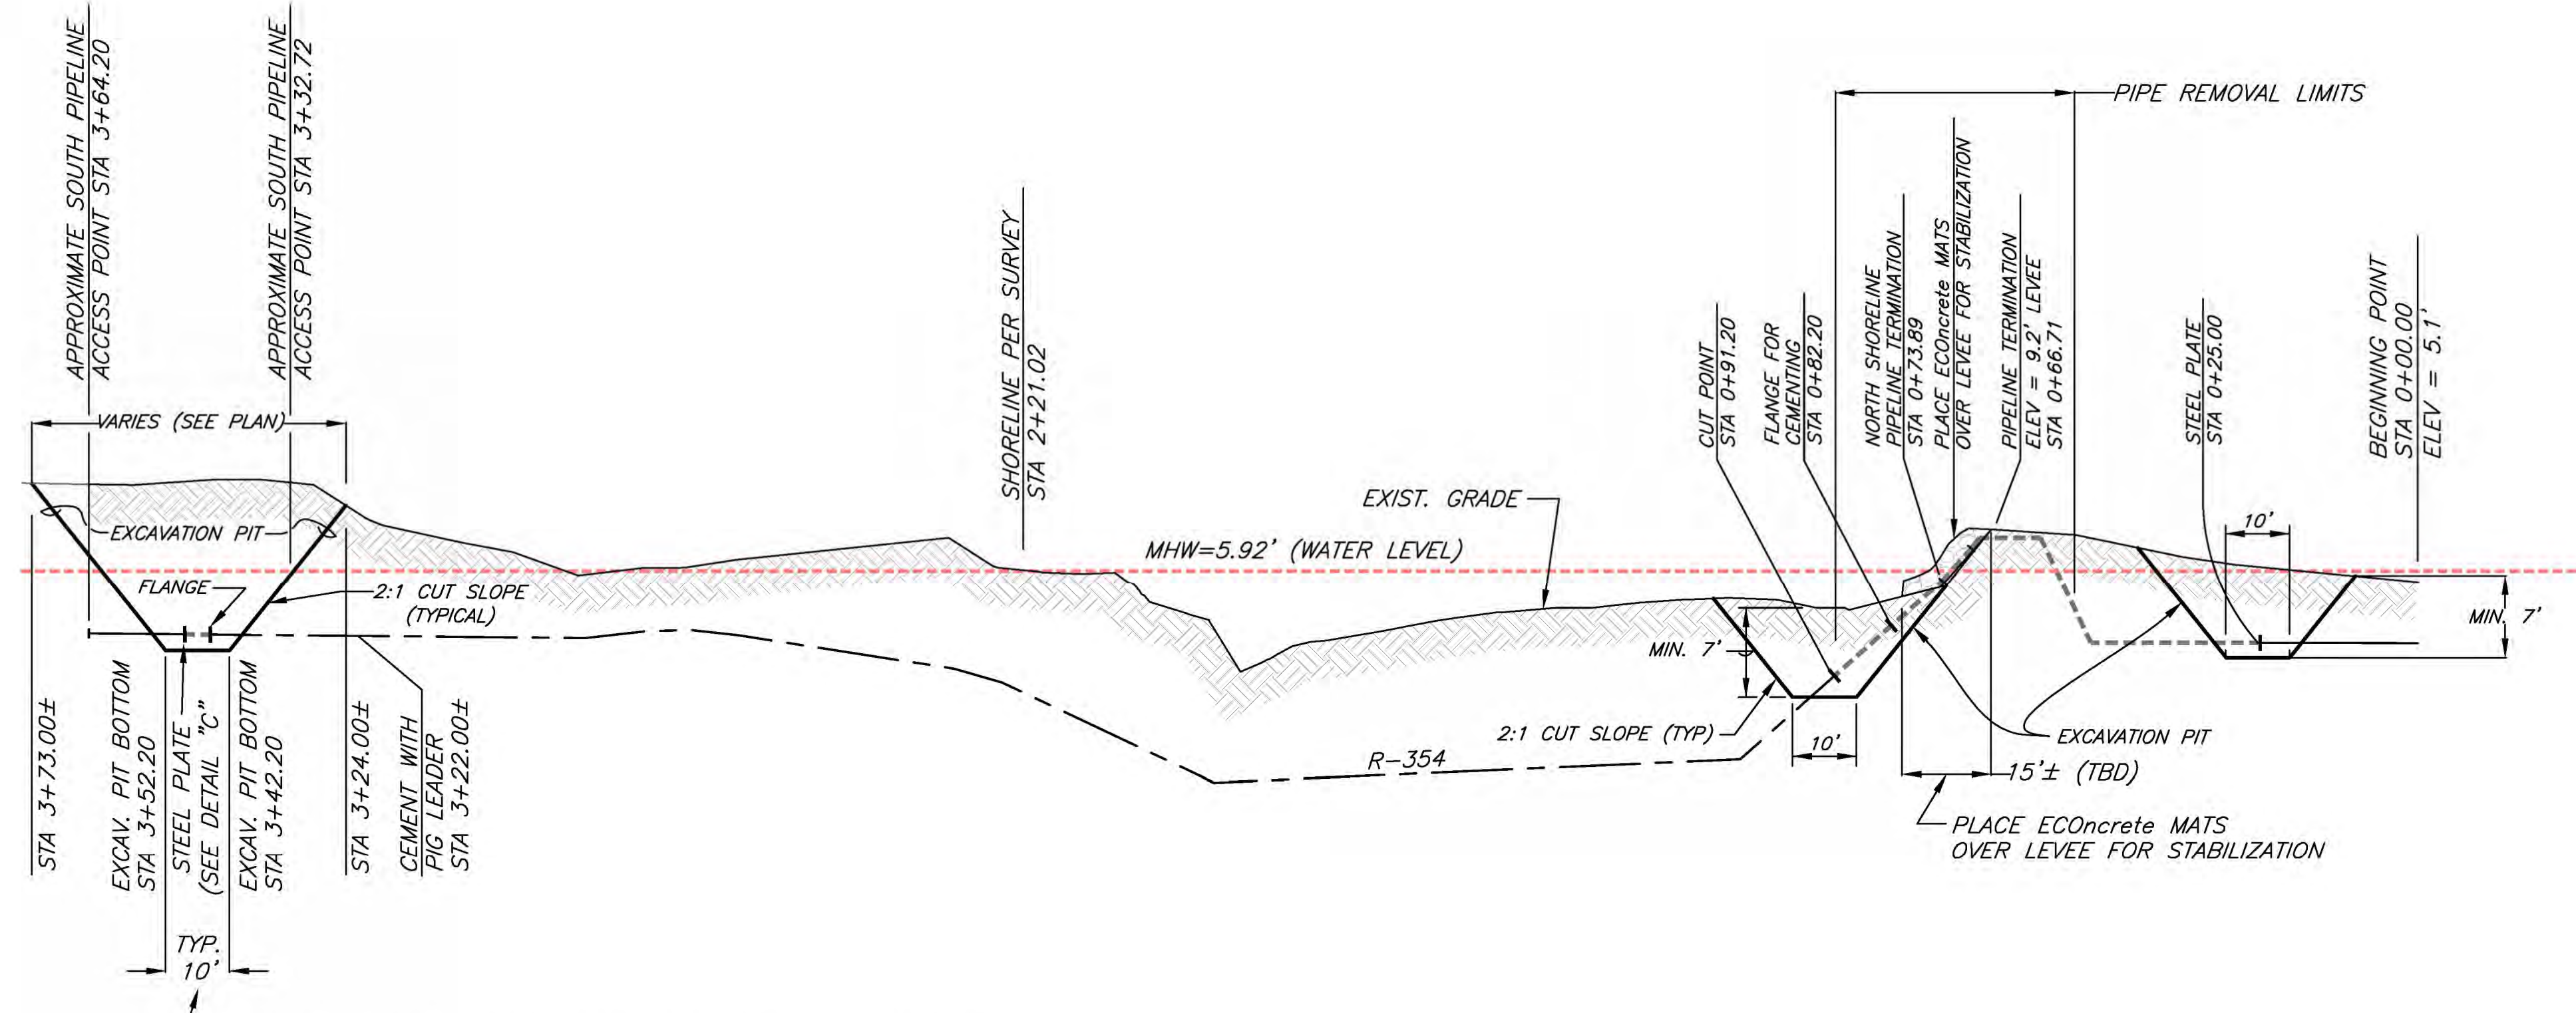 APPROXIMATE SOUTH PIPELINE
ACCESS POINT STA 3+64.20
APPROXIMATE SOUTH PIPELINE
ACCESS POINT STA 3+32.72
VARIES (SEE PLAN)
EXCAVATION PIT
FLANGE
2:1 CUT SLOPE
(TYPICAL)
STA 3+73.00±
EXCAV. PIT BOTTOM
STA 3+52.20
STEEL PLATE
(SEE DETAIL "C")
EXCAV. PIT BOTTOM
STA 3+42.20
STA 3+24.00±
CEMENT WITH
PIG LEADER
STA 3+22.00±
TYP.
10'
SHORELINE PER SURVEY
STA 2+21.02
MHW=5.92' (WATER LEVEL)
EXIST. GRADE
R-354
PIPE REMOVAL LIMITS
CUT POINT
STA 0+91.20
FLANGE FOR
CEMENTING
STA 0+82.20
NORTH SHORELINE
PIPELINE TERMINATION
STA 0+73.89
PLACE ECOncrete MATS
OVER LEVEE FOR STABILIZATION
PIPELINE TERMINATION
ELEV = 9.2' LEVEE
STA 0+66.71
STEEL PLATE
STA 0+25.00
BEGINNING POINT
STA 0+00.00
ELEV = 5.1'
10'
MIN. 7'
MIN. 7'
2:1 CUT SLOPE (TYP)
10'
EXCAVATION PIT
15'± (TBD)
PLACE ECOncrete MATS
OVER LEVEE FOR STABILIZATION